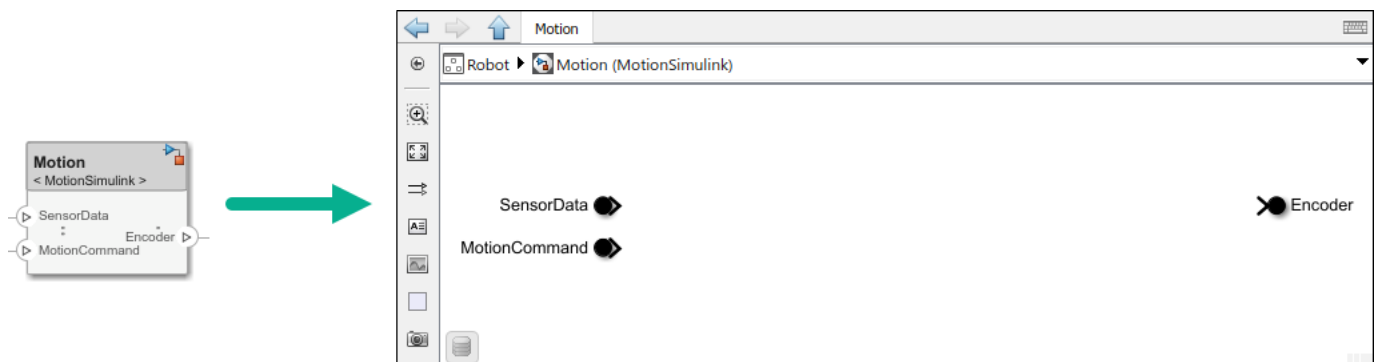 Motion
< MotionSimulink >
SensorData
Encoder
MotionCommand
Motion
Robot Motion (MotionSimulink)
SensorData
Encoder
MotionCommand
A